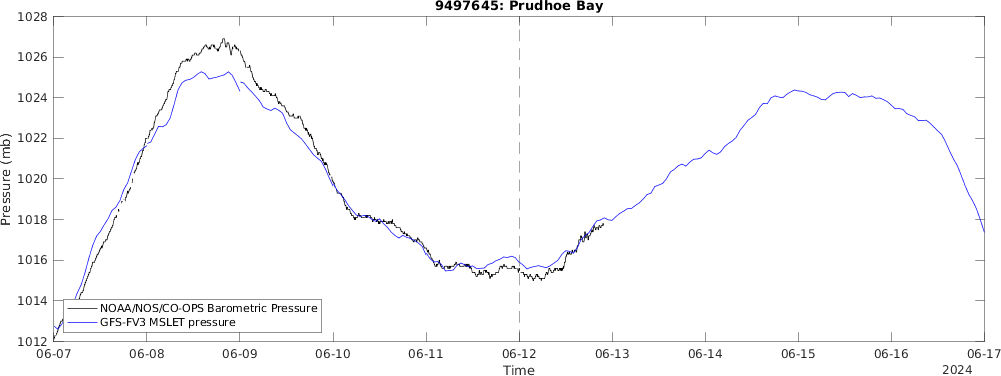 9497645: Prudhoe Bay
1028
1026
1024
1022
1020
1018
1016
1014
1012
Pressure (mb)
NOAA/NOS/CO-OPS Barometric Pressure
GFS-FV3 MSLET pressure
06-07 06-08 06-09 06-10 06-11 06-12 06-13 06-14 06-15 06-16 06-17
Time
2024